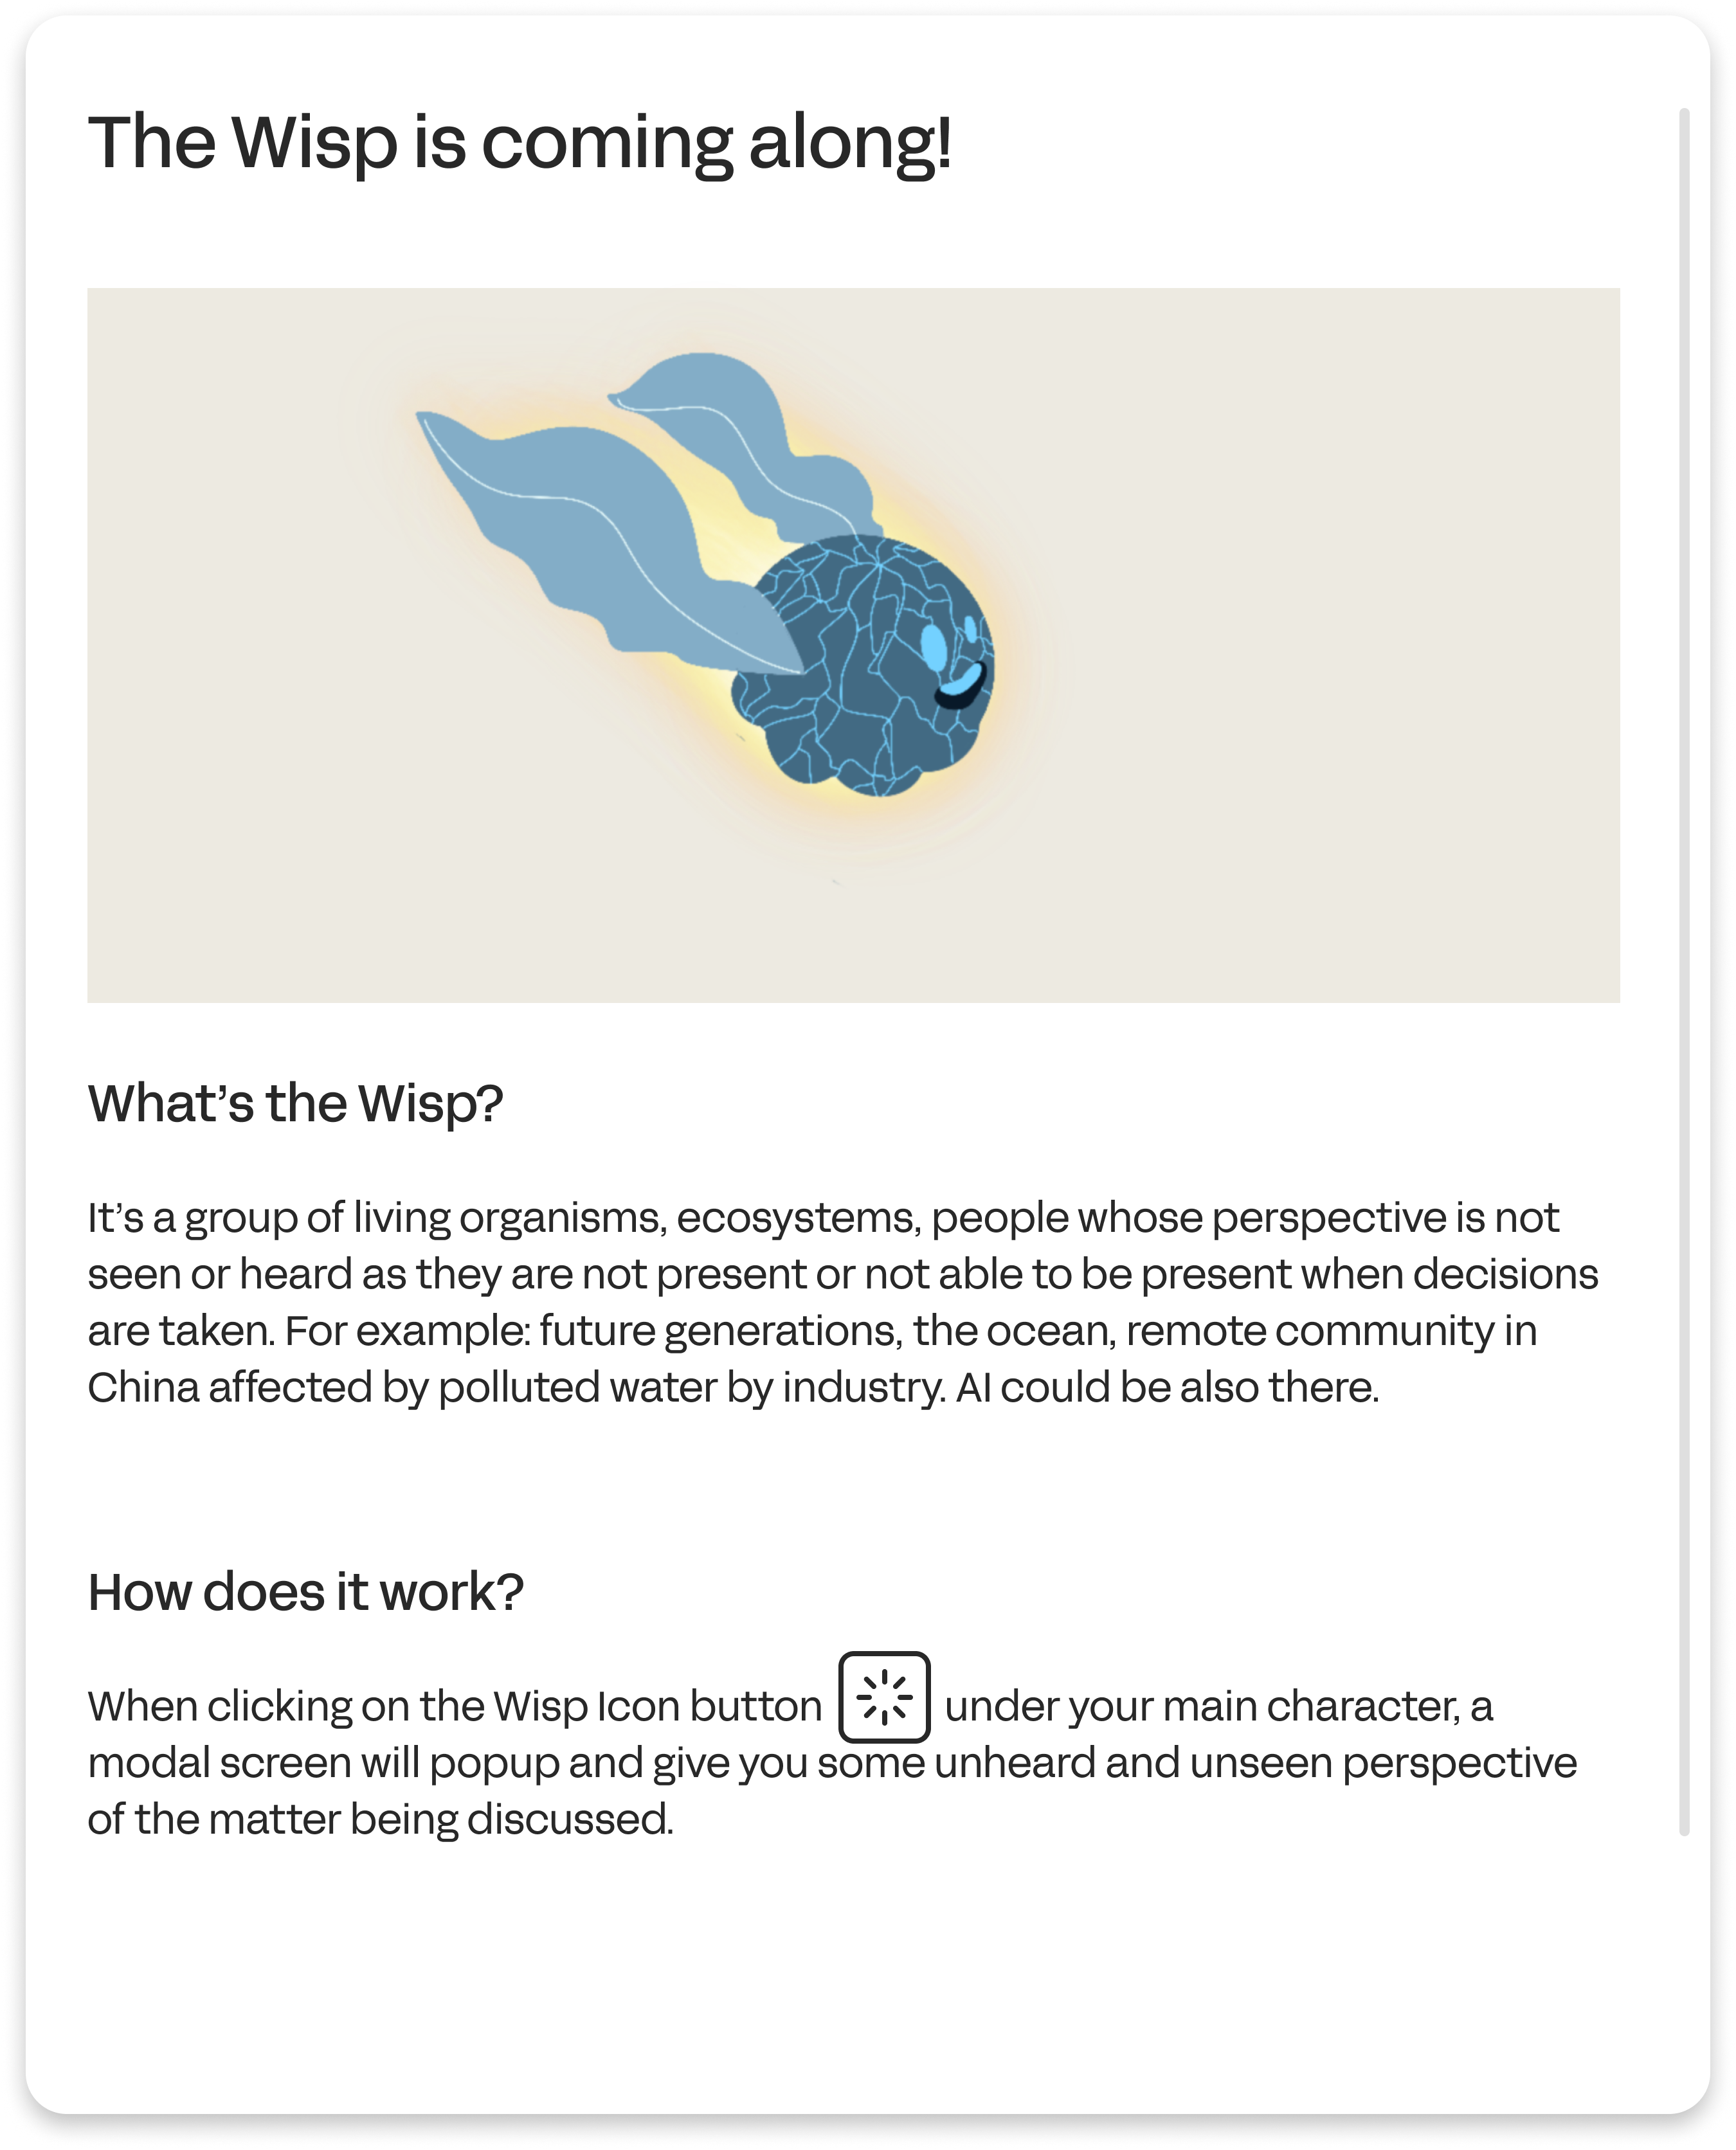 The Wisp is coming along!
What’s the Wisp?
It’s a group of living organisms, ecosystems, people whose perspective is not
seen or heard as they are not present or not able to be present when decisions
are taken. For example: future generations, the ocean, remote community in
China affected by polluted water by industry. AI could be also there.
How does it work?
When clicking on the Wisp Icon button under your main character, a
modal screen will popup and give you some unheard and unseen perspective
of the matter being discussed.